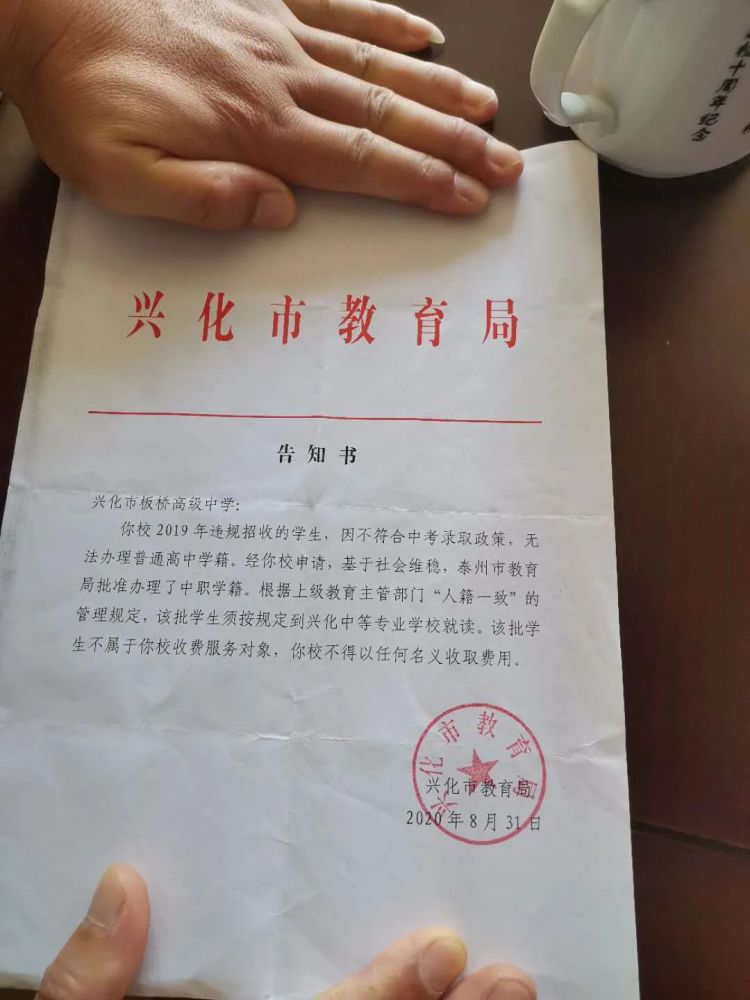 十周年纪念
兴化市教育局
告知书
兴化市板桥高级中学：
你校2019年违规招收的学生，因不符合中考录取政策，无
法办理普通高中学籍。经你校申请，基于社会维稳，泰州市教育
局批准办理了中职学籍。根据上级教育主管部门“人籍一致”的
管理规定，该批学生须按规定到兴化中等专业学校就读。该批学
生不属于你校收费服务对象，你校不得以任何名义收取费用。
兴化市教育局
兴化市教育局
2020年8月31日